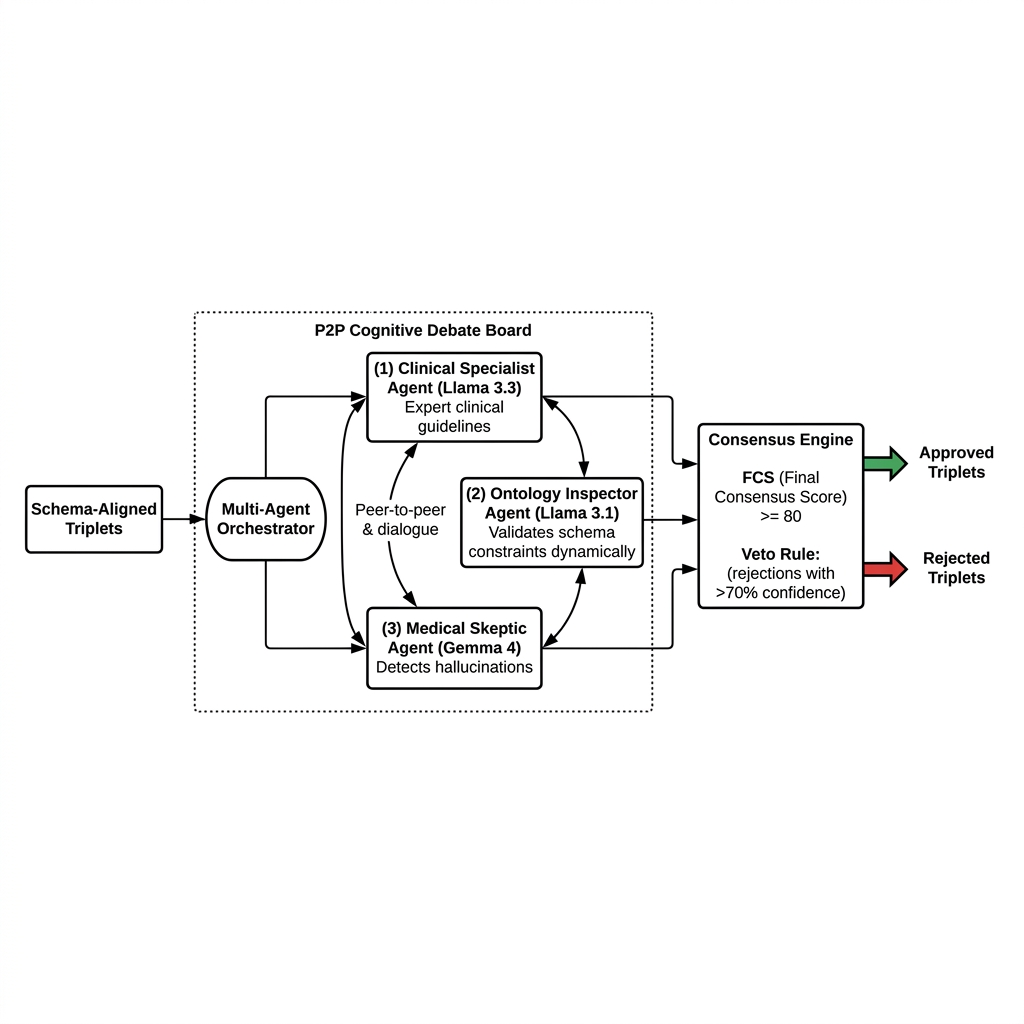 P2P Cognitive Debate Board
Schema-Aligned
Triplets
Multi-Agent
Orchestrator
(1) Clinical Specialist
Agent (Llama 3.3)
Expert clinical
guidelines
Peer-to-peer
& dialogue
(2) Ontology Inspector
Agent (Llama 3.1)
Validates schema
constraints dynamically
(3) Medical Skeptic
Agent (Gemma 4)
Detects hallucinations
Consensus Engine
FCS (Final
Consensus Score)
>= 80
Veto Rule:
(rejections with
>70% confidence)
Approved
Triplets
Rejected
Triplets